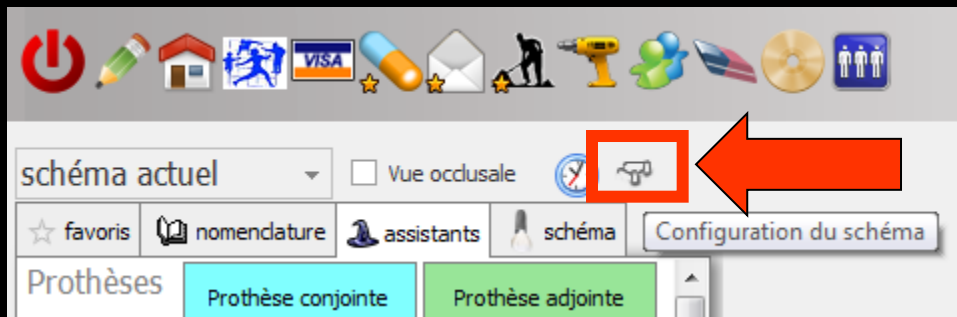 VISA
schéma actuel
Vue occlusale
favoris
nomenclature
assistants
schéma
Configuration du schéma
Prothèses
Prothèse conjointe
Prothèse adjointe